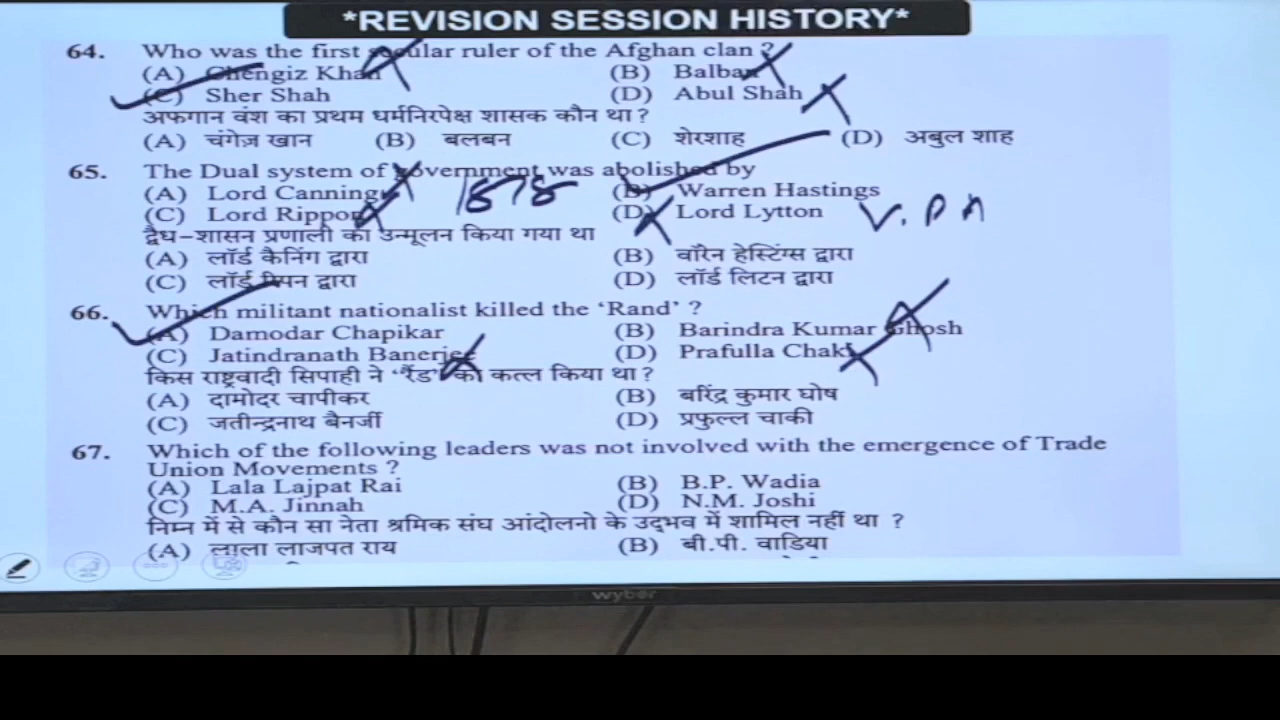 *REVISION SESSION HISTORY*
64. Who was the first secular ruler of the Afghan clan ?
(A) Chengiz Khan (B) Balban
(C) Sher Shah (D) Abul Shah
अफगान वंश का प्रथम धर्मनिरपेक्ष शासक कौन था ?
(A) चंगेज़ खान (B) बलबन (C) शेरशाह (D) अबुल शाह
65. The Dual system of government was abolished by
(A) Lord Canning 1878 (B) Warren Hastings
(C) Lord Rippon (D) Lord Lytton V. P A
द्वैध-शासन प्रणाली का उन्मूलन किया गया था
(A) लॉर्ड कैनिंग द्वारा (B) वॉरेन हेस्टिंग्स द्वारा
(C) लॉर्ड रिपन द्वारा (D) लॉर्ड लिटन द्वारा
66. Which militant nationalist killed the ‘Rand’ ?
(A) Damodar Chapikar (B) Barindra Kumar Ghosh
(C) Jatindranath Banerjee (D) Prafulla Chaki
किस राष्ट्रवादी सिपाही ने ‘रैंड’ को कत्ल किया था ?
(A) दामोदर चापीकर (B) बरिंद्र कुमार घोष
(C) जतीन्द्रनाथ बैनर्जी (D) प्रफुल्ल चाकी
67. Which of the following leaders was not involved with the emergence of Trade
Union Movements ?
(A) Lala Lajpat Rai (B) B.P. Wadia
(C) M.A. Jinnah (D) N.M. Joshi
निम्न में से कौन सा नेता श्रमिक संघ आंदोलनो के उद्भव में शामिल नहीं था ?
(A) लाला लाजपत राय (B) बी.पी. वाडिया
wyber